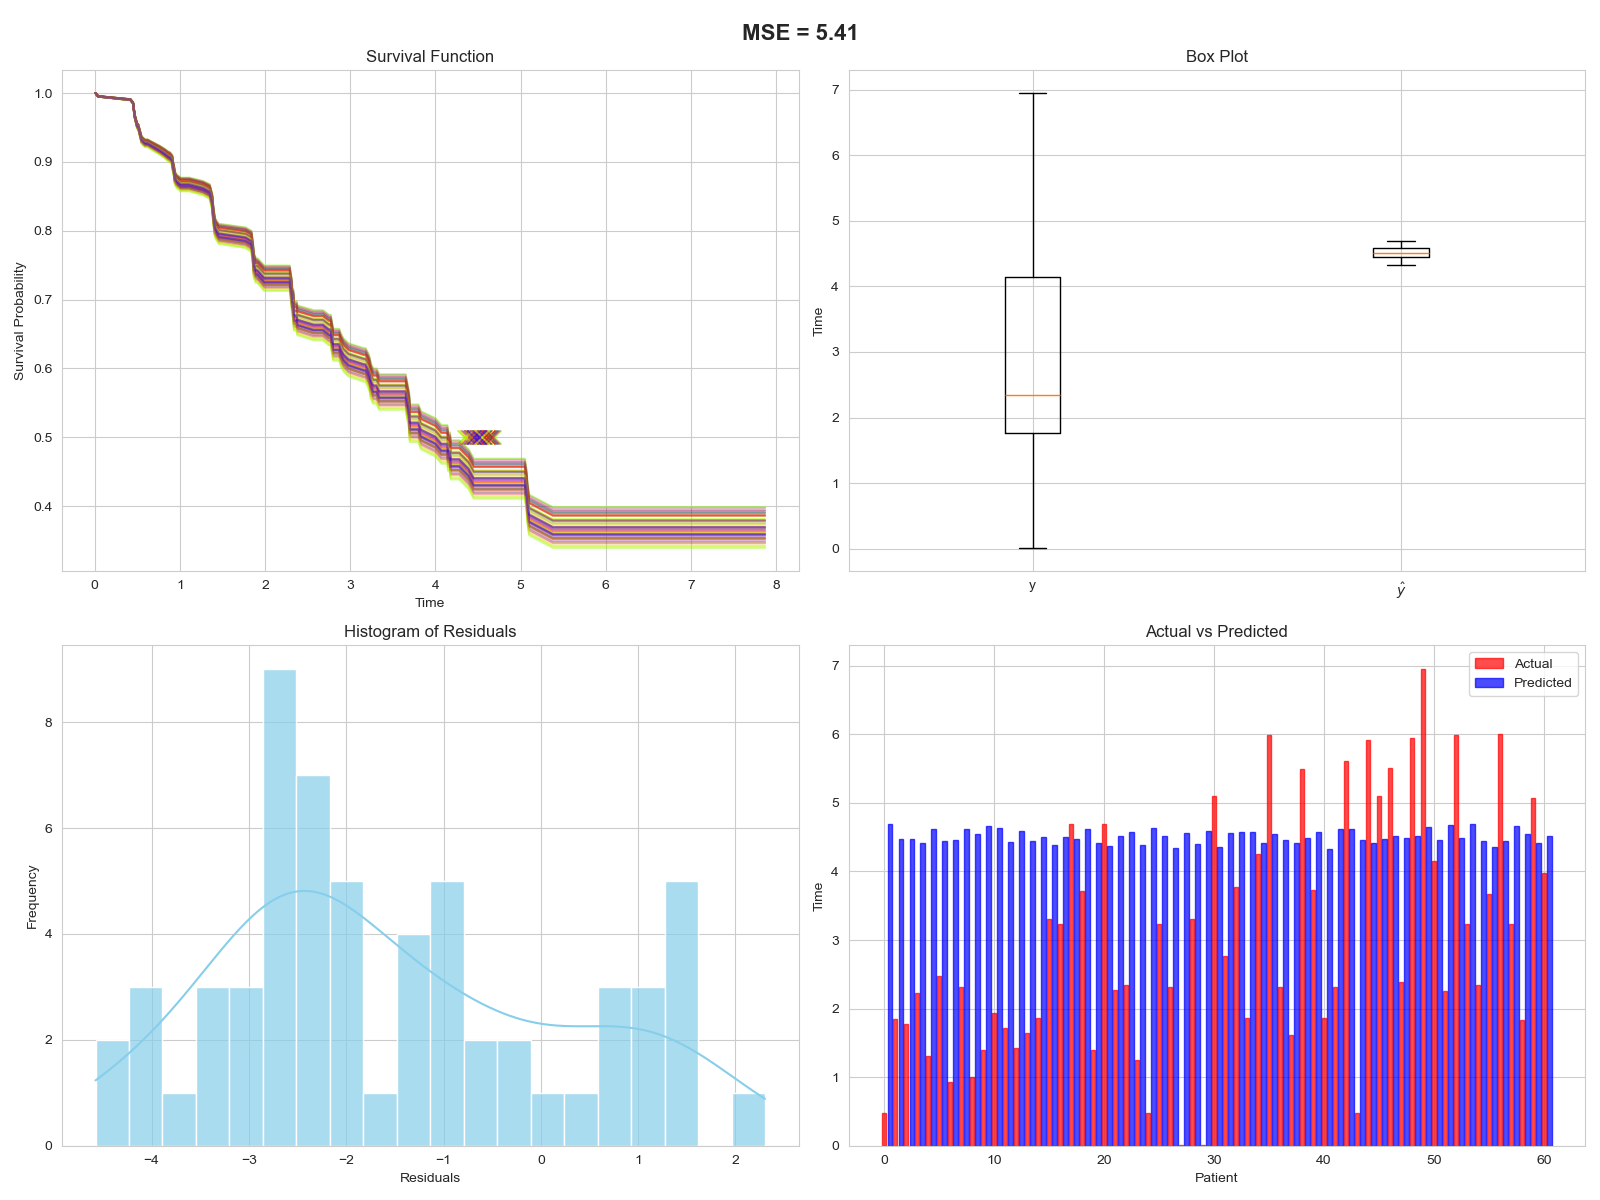 MSE = 5.41
Survival Function
Survival Probability
1.0
0.9
0.8
0.7
0.6
0.5
0.4
0 1 2 3 4 5 6 7 8
Time
Box Plot
Time
7
6
5
4
3
2
1
0
y ŷ
Histogram of Residuals
Frequency
8
6
4
2
0
−4 −3 −2 −1 0 1 2
Residuals
Actual vs Predicted
Actual
Predicted
Time
7
6
5
4
3
2
1
0
0 10 20 30 40 50 60
Patient